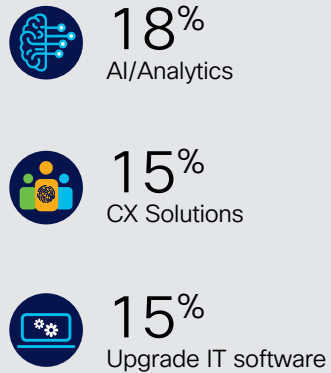 18%
AI/Analytics
15%
CX Solutions
15%
Upgrade IT software